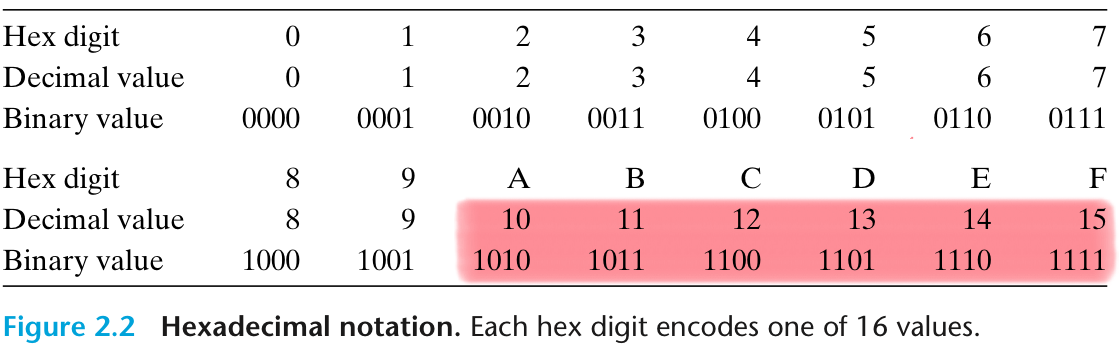 Hex digit 0 1 2 3 4 5 6 7
Decimal value 0 1 2 3 4 5 6 7
Binary value 0000 0001 0010 0011 0100 0101 0110 0111
Hex digit 8 9 A B C D E F
Decimal value 8 9 10 11 12 13 14 15
Binary value 1000 1001 1010 1011 1100 1101 1110 1111
Figure 2.2 Hexadecimal notation. Each hex digit encodes one of 16 values.